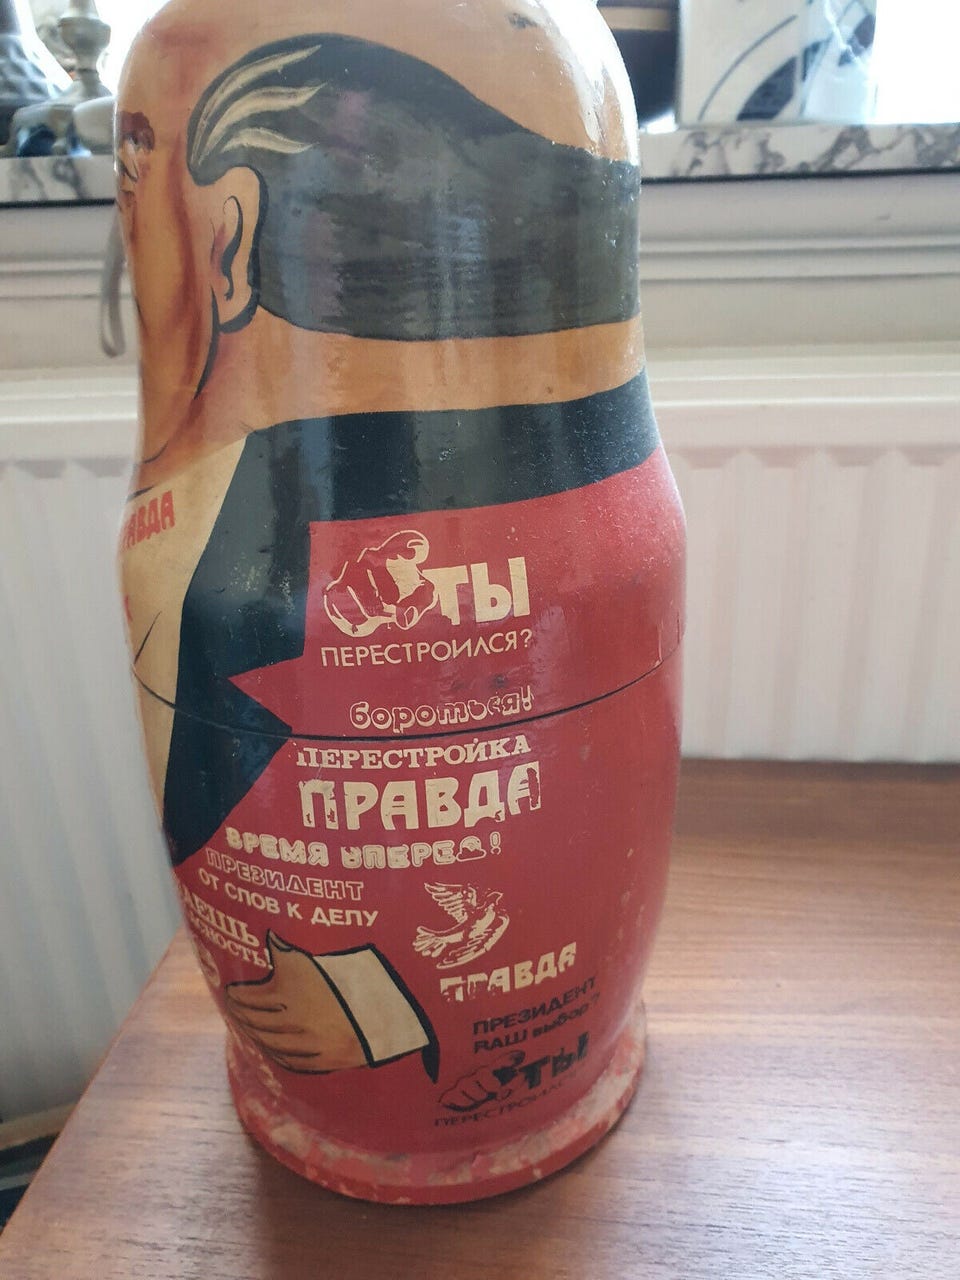 ТЫ
ПЕРЕСТРОИЛСЯ?
бороться!
ПЕРЕСТРОЙКА
ПРАВДА
ВРЕМЯ ВПЕРЕД!
ПРЕЗИДЕНТ
ОТ СЛОВ К ДЕЛУ
ПРАВДА
ПРЕЗИДЕНТ
ВАШ выбор?
ТЫ